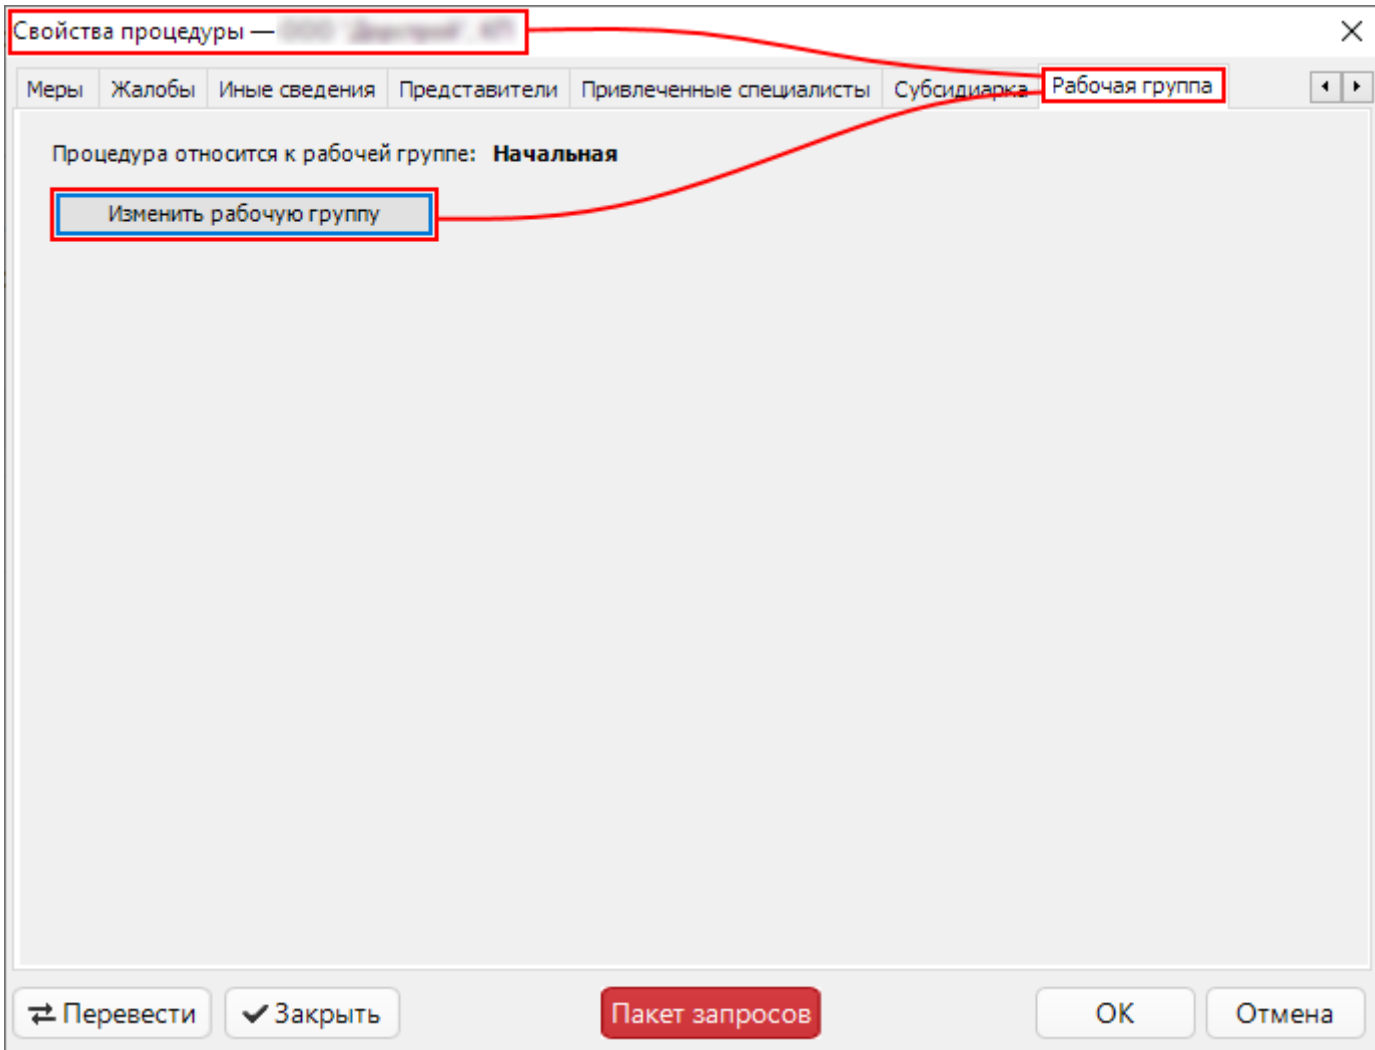 Свойства процедуры —
Меры Жалобы Иные сведения Представители Привлеченные специалисты Субсидиарка Рабочая группа
Процедура относится к рабочей группе: Начальная
Изменить рабочую группу
Перевести Закрыть Пакет запросов ОК Отмена